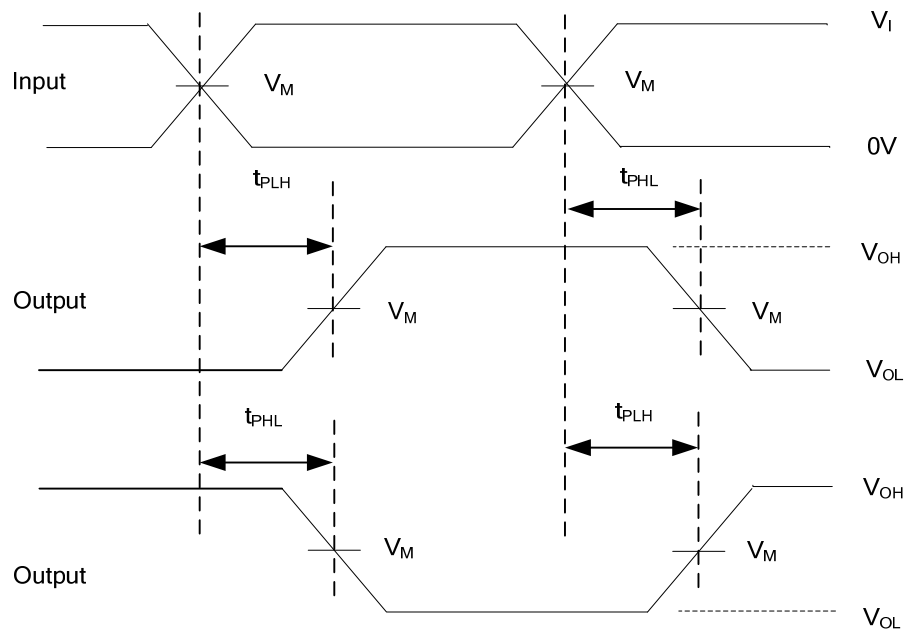 V_I
Input V_M V_M
0V
t_PLH t_PHL
V_OH
Output V_M V_M
V_OL
t_PHL t_PLH
V_OH
V_M V_M
Output
V_OL